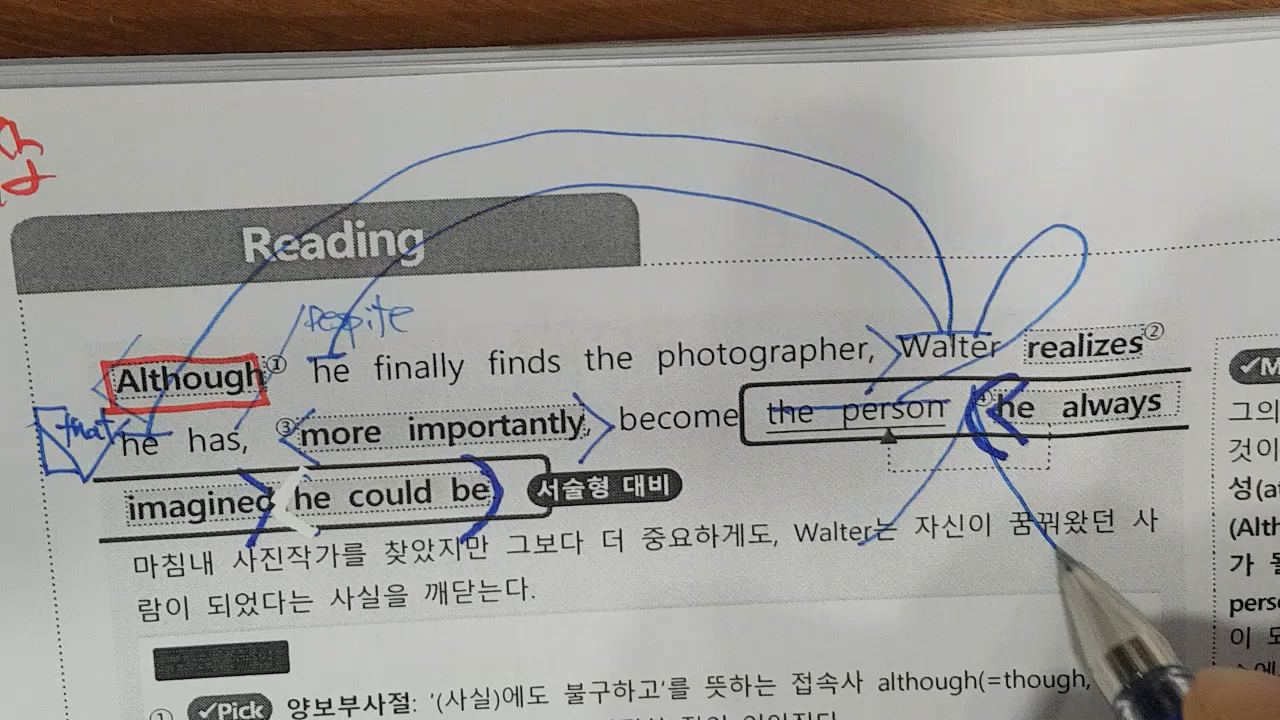 Reading
Despite
Although① he finally finds the photographer, Walter realizes②
that he has, ③more importantly, become the person ④he always
imagined he could be 서술형 대비
마침내 사진작가를 찾았지만 그보다 더 중요하게도, Walter는 자신이 꿈꿔왔던 사
람이 되었다는 사실을 깨닫는다.
① ✓Pick 양보부사절: '(사실)에도 불구하고'를 뜻하는 접속사 although(=though,
✓M
그의
것이
성(at
(Alth
가
perso
이